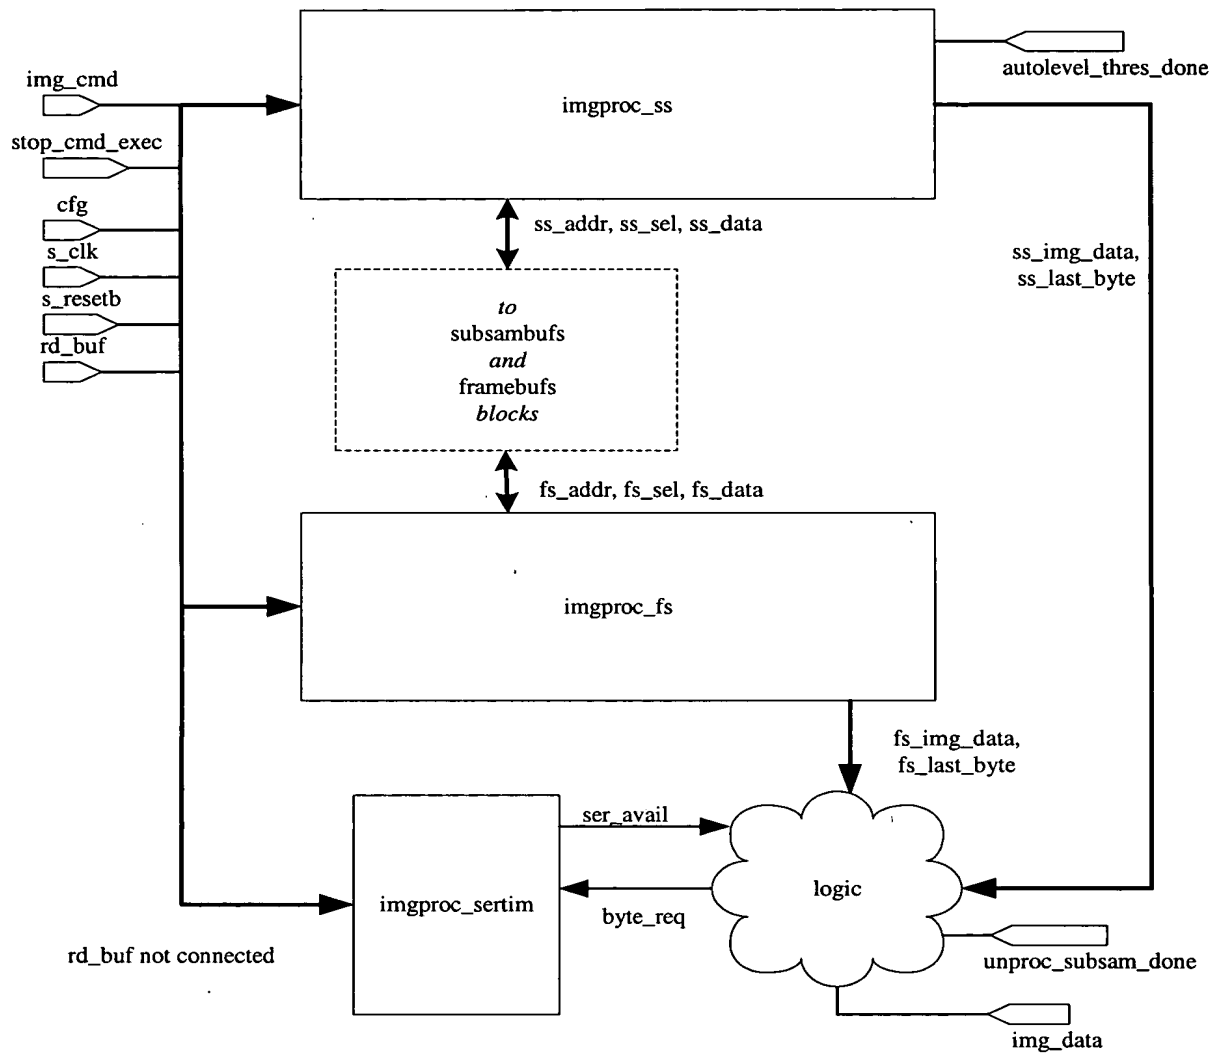 autolevel_thres_done
img_cmd
imgproc_ss
stop_cmd_exec
cfg
ss_addr, ss_sel, ss_data
s_clk
ss_img_data,
ss_last_byte
s_resetb
to
subsambufs
rd_buf
and
framebufs
blocks
fs_addr, fs_sel, fs_data
imgproc_fs
fs_img_data,
fs_last_byte
ser_avail
logic
imgproc_sertim
byte_req
rd_buf not connected
unproc_subsam_done
img_data